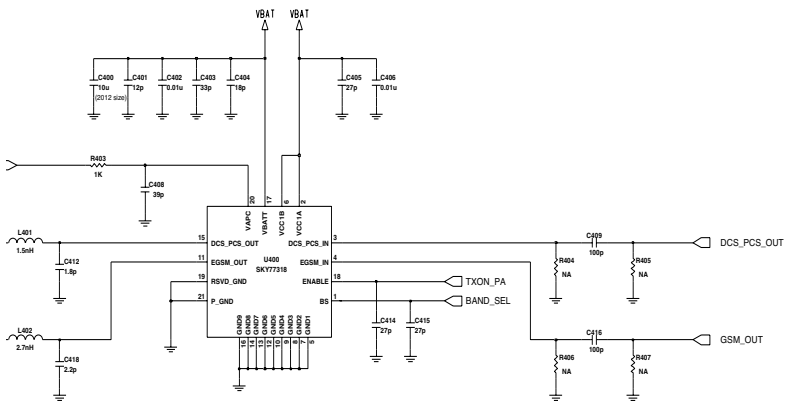 VBAT
VBAT
C400
10u
(2012 size)
C401
12p
C402
0.01u
C403
33p
C404
18p
C405
27p
C406
0.01u
R403
1K
C408
39p
20
17
6
2
VAPC
VBATT
VCC1B
VCC1A
L401
1.5nH
15
DCS_PCS_OUT
DCS_PCS_IN
3
C409
100p
DCS_PCS_OUT
C412
1.8p
11
EGSM_OUT
U400
SKY77318
EGSM_IN
4
R404
NA
R405
NA
19
RSVD_GND
ENABLE
18
TXON_PA
21
P_GND
BS
1
BAND_SEL
GND9
GND8
GND7
GND6
GND5
GND4
GND3
GND2
GND1
16
14
13
12
10
9
8
7
5
C414
27p
C415
27p
L402
2.7nH
C416
100p
GSM_OUT
C418
2.2p
R406
NA
R407
NA